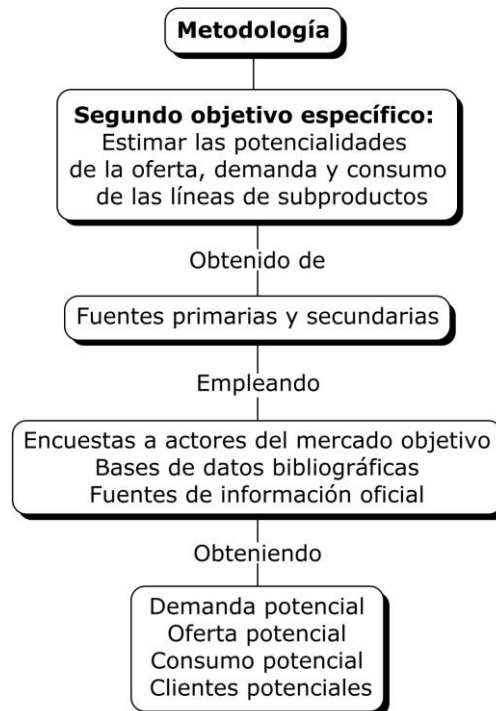 Metodología
Segundo objetivo específico:
Estimar las potencialidades
de la oferta, demanda y consumo
de las líneas de subproductos
Obtenido de
Fuentes primarias y secundarias
Empleando
Encuestas a actores del mercado objetivo
Bases de datos bibliográficas
Fuentes de información oficial
Obteniendo
Demanda potencial
Oferta potencial
Consumo potencial
Clientes potenciales